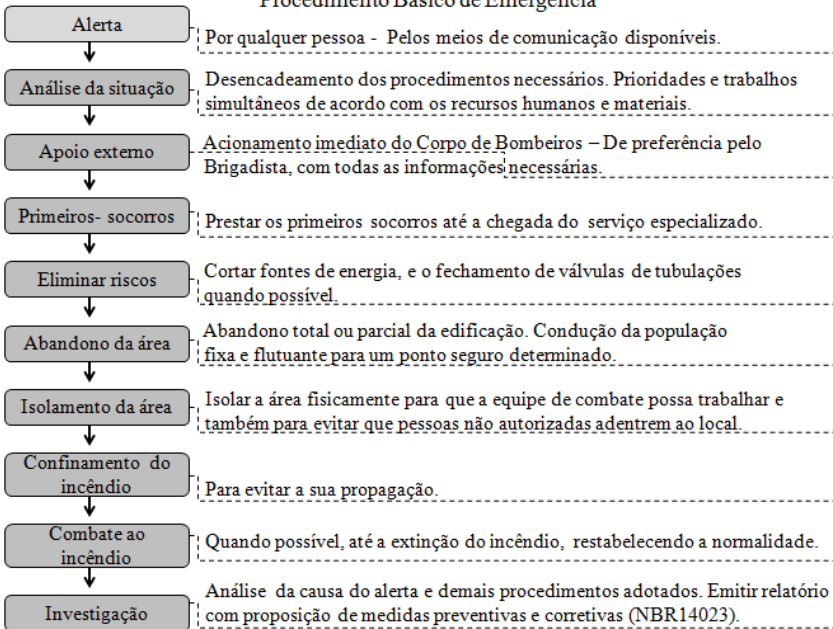 Procedimento Básico de Emergência
Alerta
Por qualquer pessoa - Pelos meios de comunicação disponíveis.
Análise da situação
Desencadeamento dos procedimentos necessários. Prioridades e trabalhos
simultâneos de acordo com os recursos humanos e materiais.
Apoio externo
Acionamento imediato do Corpo de Bombeiros – De preferência pelo
Brigadista, com todas as informações necessárias.
Primeiros- socorros
Prestar os primeiros socorros até a chegada do serviço especializado.
Eliminar riscos
Cortar fontes de energia, e o fechamento de válvulas de tubulações
quando possível.
Abandono da área
Abandono total ou parcial da edificação. Condução da população
fixa e flutuante para um ponto seguro determinado.
Isolamento da área
Isolar a área fisicamente para que a equipe de combate possa trabalhar e
também para evitar que pessoas não autorizadas adentrem ao local.
Confinamento do
incêndio
Para evitar a sua propagação.
Combate ao
incêndio
Quando possível, até a extinção do incêndio, restabelecendo a normalidade.
Investigação
Análise da causa do alerta e demais procedimentos adotados. Emitir relatório
com proposição de medidas preventivas e corretivas (NBR14023).